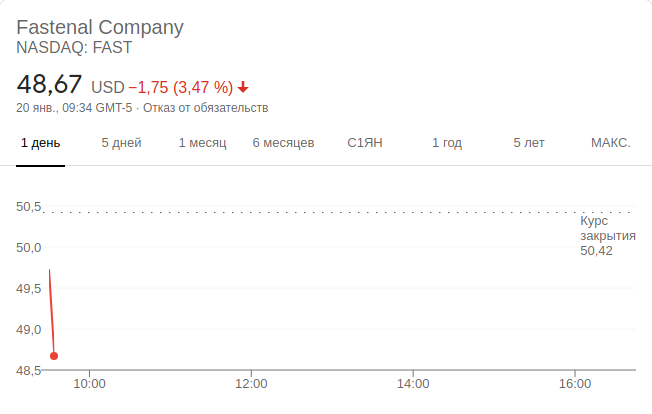 Fastenal Company
NASDAQ: FAST
48,67 USD −1,75 (3,47 %)
20 янв., 09:34 GMT-5 · Отказ от обязательств
1 день 5 дней 1 месяц 6 месяцев С1ЯН 1 год 5 лет МАКС.
50,5
Курс
закрытия
50,42
50,0
49,5
49,0
48,5
10:00 12:00 14:00 16:00